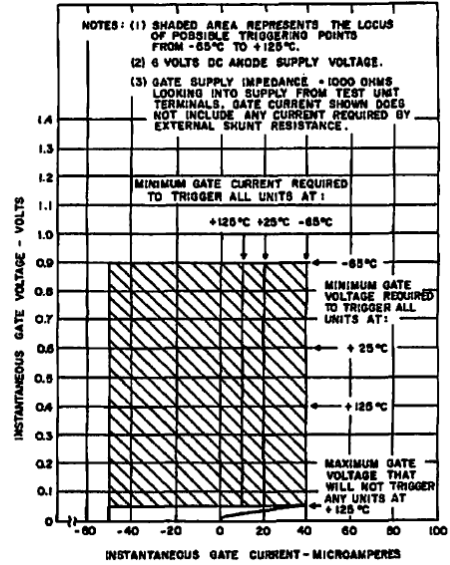 NOTES: (1) SHADED AREA REPRESENTS THE LOCUS
OF POSSIBLE TRIGGERING POINTS
FROM -65°C TO +125°C.
(2) 6 VOLTS DC ANODE SUPPLY VOLTAGE.
(3) GATE SUPPLY IMPEDANCE = 1000 OHMS
LOOKING INTO SUPPLY FROM TEST UNIT
TERMINALS. GATE CURRENT SHOWN DOES
NOT INCLUDE ANY CURRENT REQUIRED BY
EXTERNAL SHUNT RESISTANCE.
MINIMUM GATE CURRENT REQUIRED
TO TRIGGER ALL UNITS AT:
+125°C +25°C -65°C
-65°C
MINIMUM GATE
VOLTAGE REQUIRED
TO TRIGGER ALL
UNITS AT:
+ 25°C
+125°C
MAXIMUM GATE
VOLTAGE THAT
WILL NOT TRIGGER
ANY UNITS AT
+125°C
INSTANTANEOUS GATE VOLTAGE - VOLTS
1.4
1.3
1.2
1.1
1.0
0.9
0.8
0.7
0.6
0.5
0.4
0.3
0.2
0.1
0
-60 -40 -20 0 20 40 60 80 100
INSTANTANEOUS GATE CURRENT - MICROAMPERES